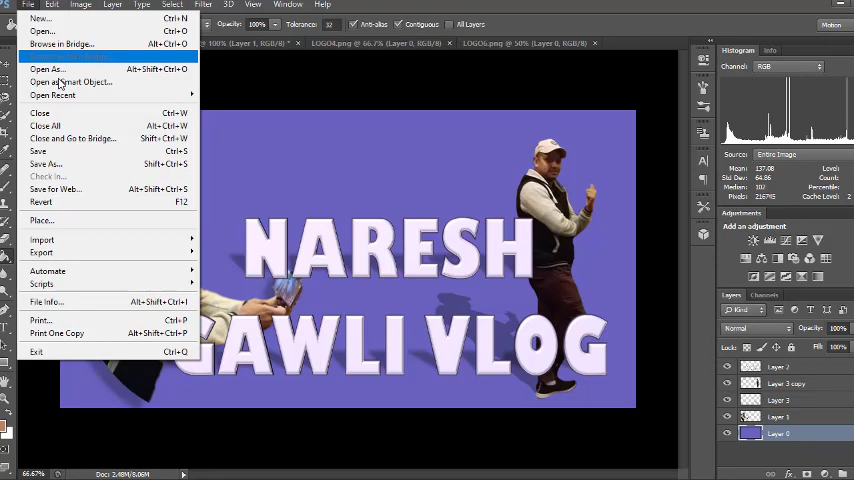 File Edit Image Layer Type Select Filter 3D View Window Help
Opacity: 100% Tolerance: 32 Anti-alias Contiguous All Layers Motion
@ 100% (Layer 1, RGB/8) * × LOGO4.png @ 66.7% (Layer 0, RGB/8) × LOGO6.png @ 50% (Layer 0, RGB/8) ×
New... Ctrl+N
Open... Ctrl+O
Browse in Bridge... Alt+Ctrl+O
Open As... Alt+Shift+Ctrl+O
Open as Smart Object...
Open Recent
Close Ctrl+W
Close All Alt+Ctrl+W
Close and Go to Bridge... Shift+Ctrl+W
Save Ctrl+S
Save As... Shift+Ctrl+S
Check In...
Save for Web... Alt+Shift+Ctrl+S
Revert F12
Place...
Import
Export
Automate
Scripts
File Info... Alt+Shift+Ctrl+I
Print... Ctrl+P
Print One Copy Alt+Shift+Ctrl+P
Exit Ctrl+Q
NARESH
GAWLI VLOG
Histogram Info
Channel: RGB
Source: Entire Image
Mean: 137.08 Level:
Std Dev: 64.86 Count:
Median: 102 Percentile:
Pixels: 216745 Cache Level: 2
Adjustments
Add an adjustment
Layers Channels
Kind
Normal Opacity: 100%
Lock: Fill: 100%
Layer 2
Layer 3 copy
Layer 3
Layer 1
Layer 0
66.67% Doc: 2.48M/8.06M